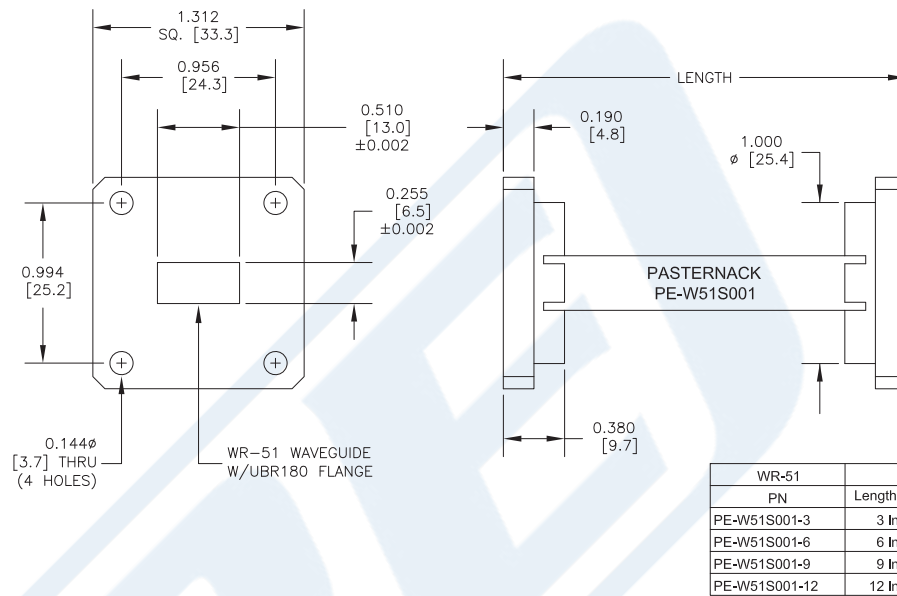 1.312
SQ. [33.3]
0.956
[24.3]
0.510
[13.0]
±0.002
0.255
[6.5]
±0.002
0.994
[25.2]
0.144ø
[3.7] THRU
(4 HOLES)
WR-51 WAVEGUIDE
W/UBR180 FLANGE
LENGTH
0.190
[4.8]
1.000
ø [25.4]
PASTERNACK
PE-W51S001
0.380
[9.7]
WR-51
PN Length
PE-W51S001-3 3 In
PE-W51S001-6 6 In
PE-W51S001-9 9 In
PE-W51S001-12 12 In